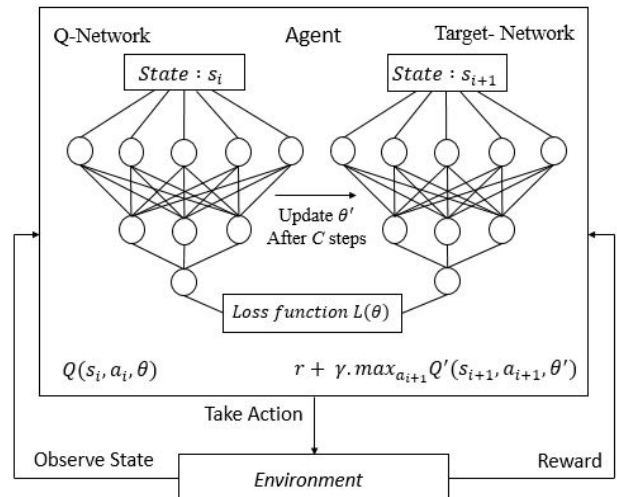 Q-Network
Agent
Target- Network
State : s_i
State : s_{i+1}
Update θ'
After C steps
Loss function L(θ)
Q(s_i, a_i, θ)
r + γ.max_{a_{i+1}}Q'(s_{i+1}, a_{i+1}, θ')
Take Action
Observe State
Reward
Environment